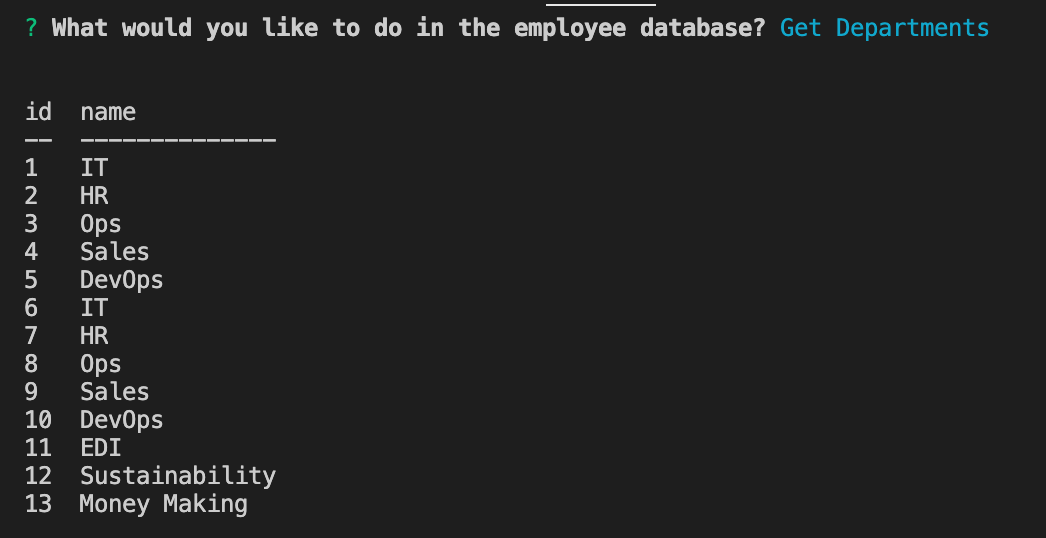 ? What would you like to do in the employee database? Get Departments
id  name
--  --------------
1   IT
2   HR
3   Ops
4   Sales
5   DevOps
6   IT
7   HR
8   Ops
9   Sales
10  DevOps
11  EDI
12  Sustainability
13  Money Making